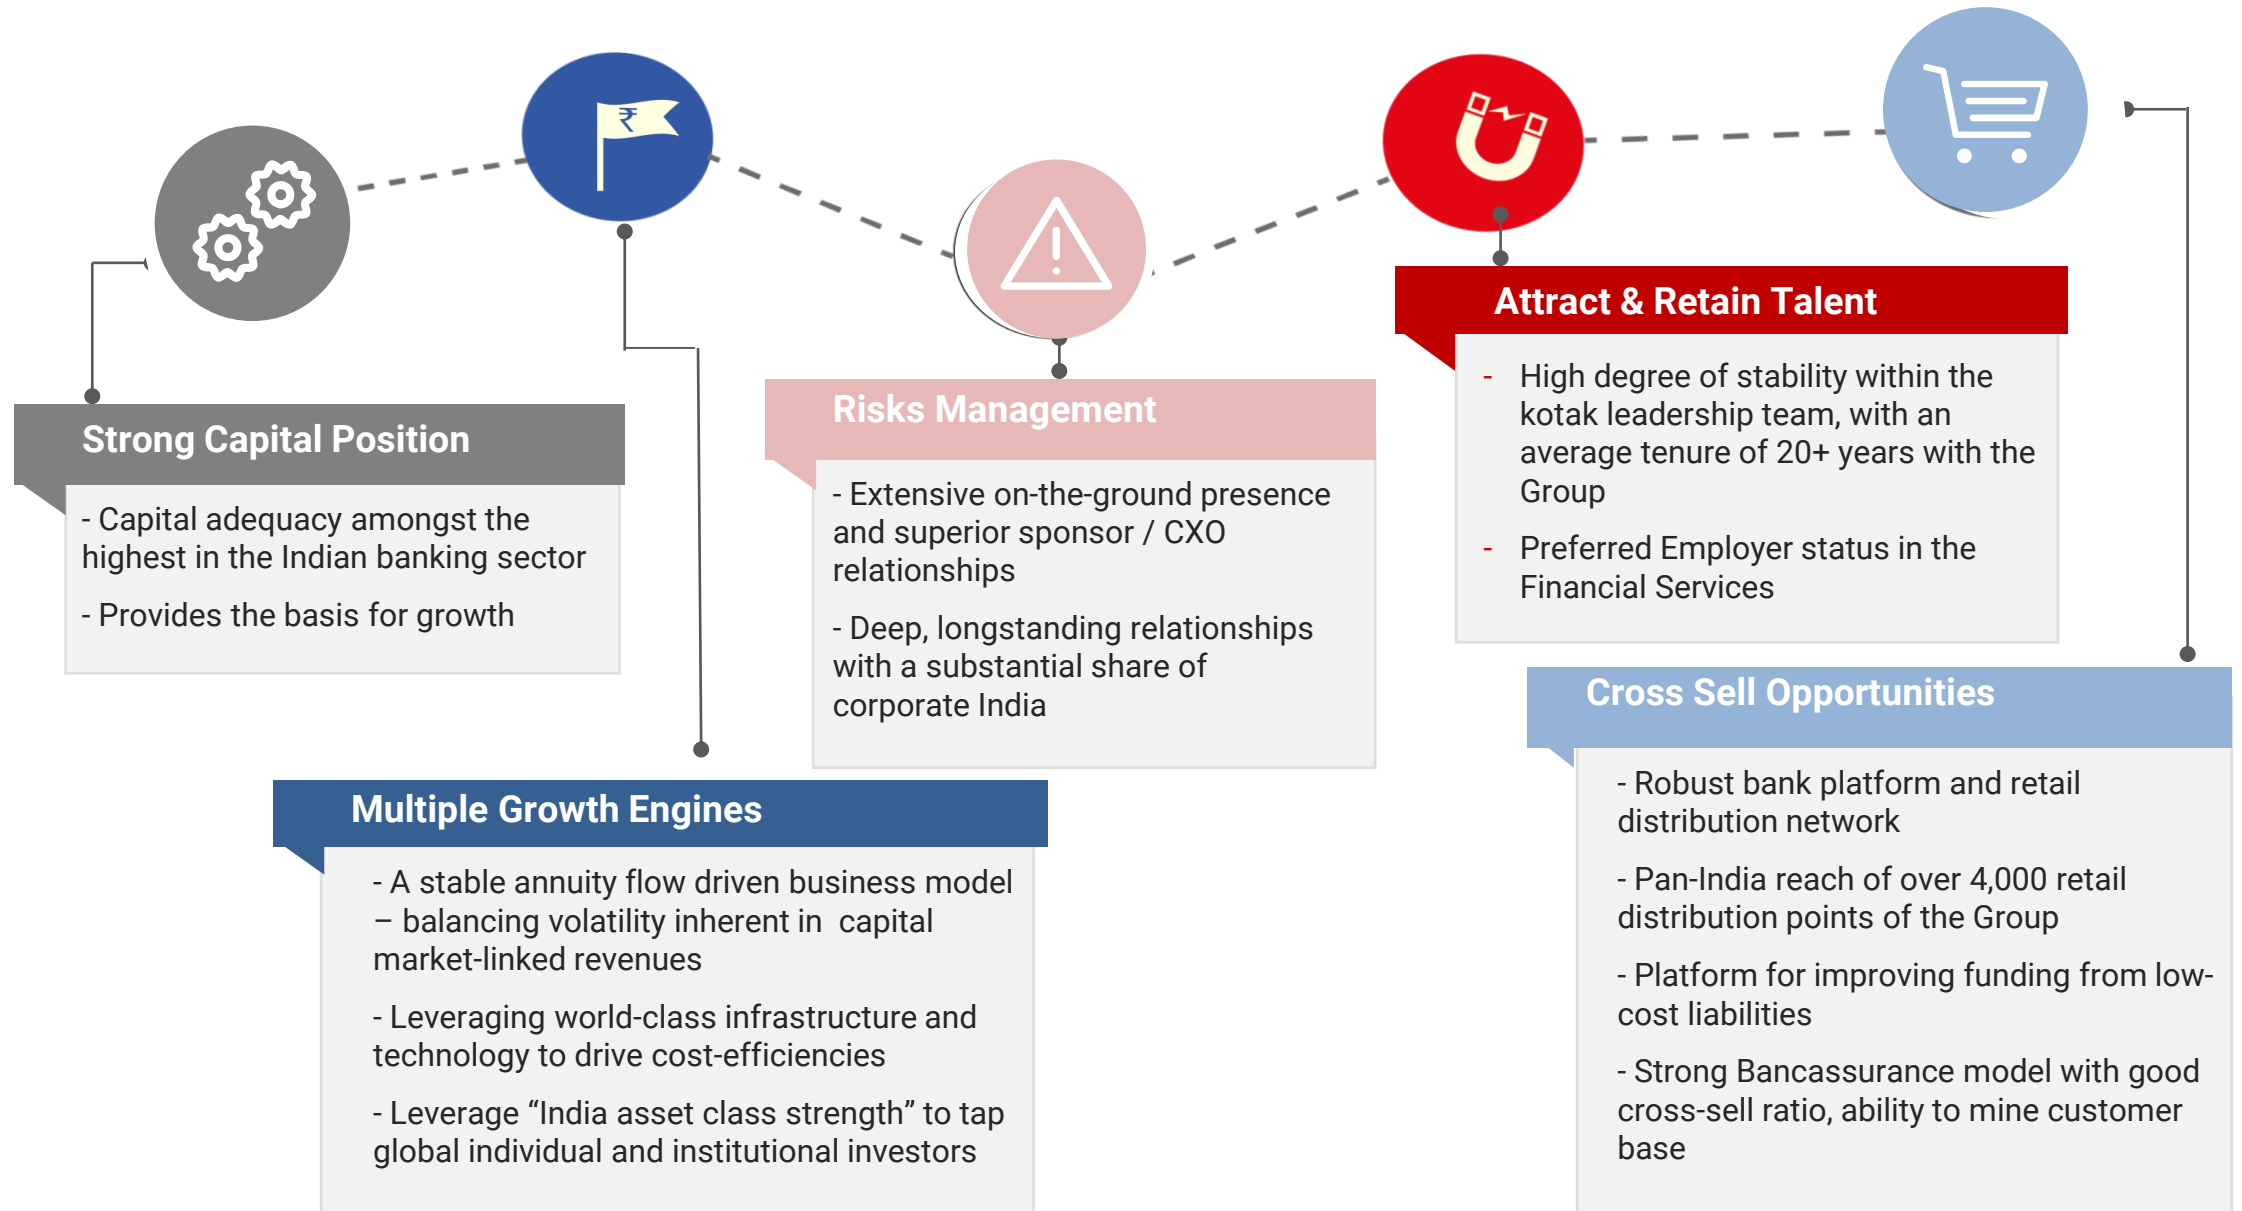 ₹
Strong Capital Position
- Capital adequacy amongst the
highest in the Indian banking sector
- Provides the basis for growth
Multiple Growth Engines
- A stable annuity flow driven business model
– balancing volatility inherent in  capital
market-linked revenues
- Leveraging world-class infrastructure and
technology to drive cost-efficiencies
- Leverage “India asset class strength” to tap
global individual and institutional investors
Risks Management
- Extensive on-the-ground presence
and superior sponsor / CXO
relationships
- Deep, longstanding relationships
with a substantial share of
corporate India
Attract & Retain Talent
- High degree of stability within the
kotak leadership team, with an
average tenure of 20+ years with the
Group
- Preferred Employer status in the
Financial Services
Cross Sell Opportunities
- Robust bank platform and retail
distribution network
- Pan-India reach of over 4,000 retail
distribution points of the Group
- Platform for improving funding from low-
cost liabilities
- Strong Bancassurance model with good
cross-sell ratio, ability to mine customer
base